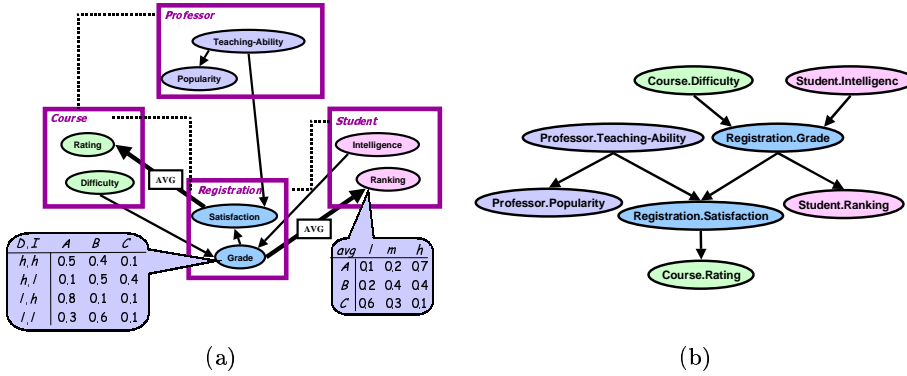 Professor
Teaching-Ability
Popularity
Course
Rating
Difficulty
AVG
Student
Intelligence
Ranking
Registration
Satisfaction
Grade
AVG
D, I A B C
h, h 0.5 0.4 0.1
h, l 0.1 0.5 0.4
l, h 0.8 0.1 0.1
l, l 0.3 0.6 0.1
avg l m h
A 0.1 0.2 0.7
B 0.2 0.4 0.4
C 0.6 0.3 0.1
(a)
Course.Difficulty
Student.Intelligenc
Professor.Teaching-Ability
Registration.Grade
Professor.Popularity
Registration.Satisfaction
Student.Ranking
Course.Rating
(b)